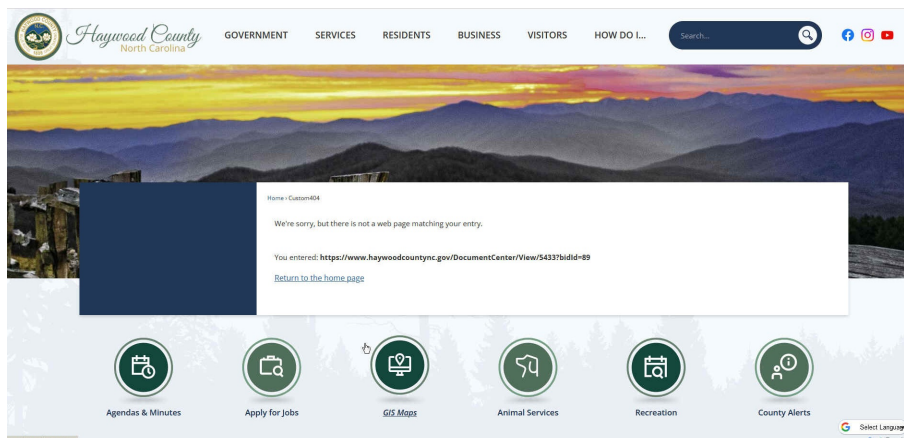 Haywood County
North Carolina
GOVERNMENT SERVICES RESIDENTS BUSINESS VISITORS HOW DO I... Search...
Home › Custom404
We're sorry, but there is not a web page matching your entry.
You entered: https://www.haywoodcountync.gov/DocumentCenter/View/5433?bidId=89
Return to the home page
Agendas & Minutes Apply for Jobs GIS Maps Animal Services Recreation County Alerts
Select Language